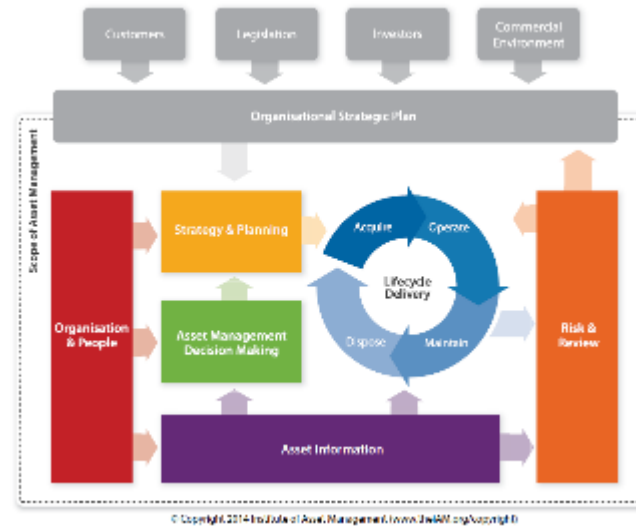 Customers
Legislation
Investors
Commercial
Environment
Organisational Strategic Plan
Scope of Asset Management
Strategy & Planning
Acquire
Operate
Lifecycle
Delivery
Organisation
& People
Asset Management
Decision Making
Dispose
Maintain
Risk &
Review
Asset Information
© Copyright 2014 Institute of Asset Management (www.theIAM.org/copyright)